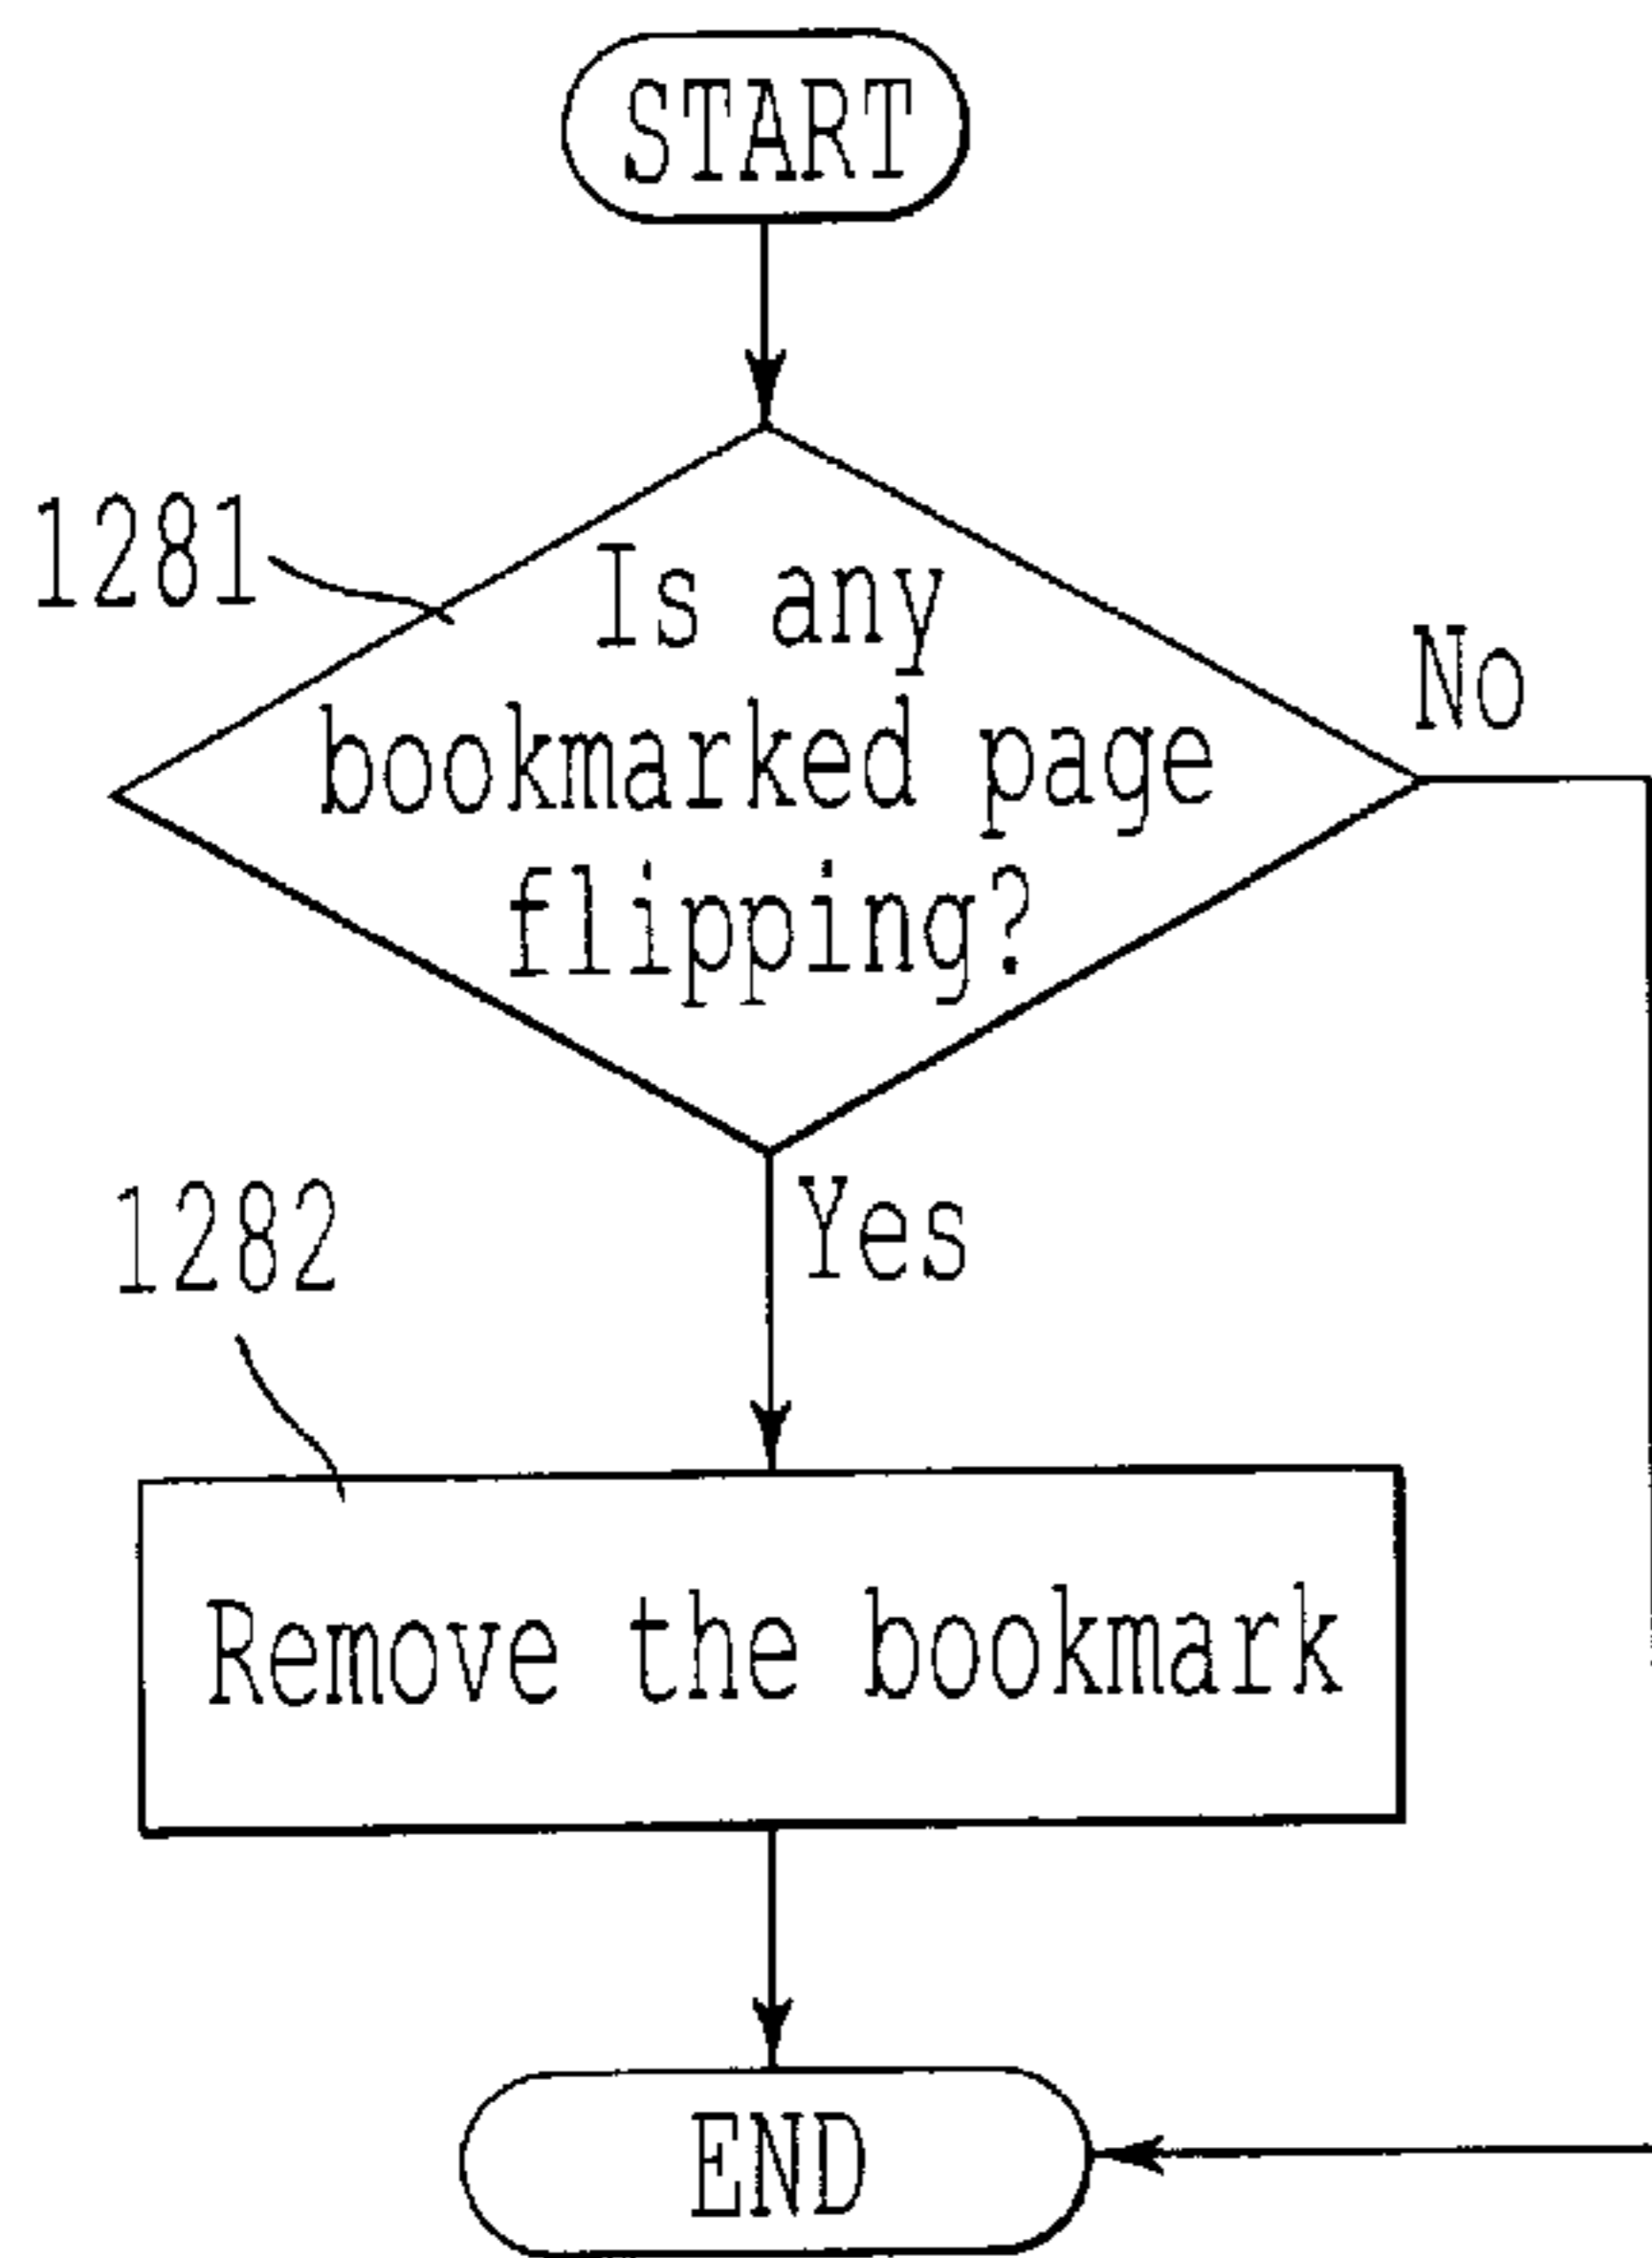 START
1281
Is any
No
bookmarked page
flipping?
Yes
1282
Remove the bookmark
END